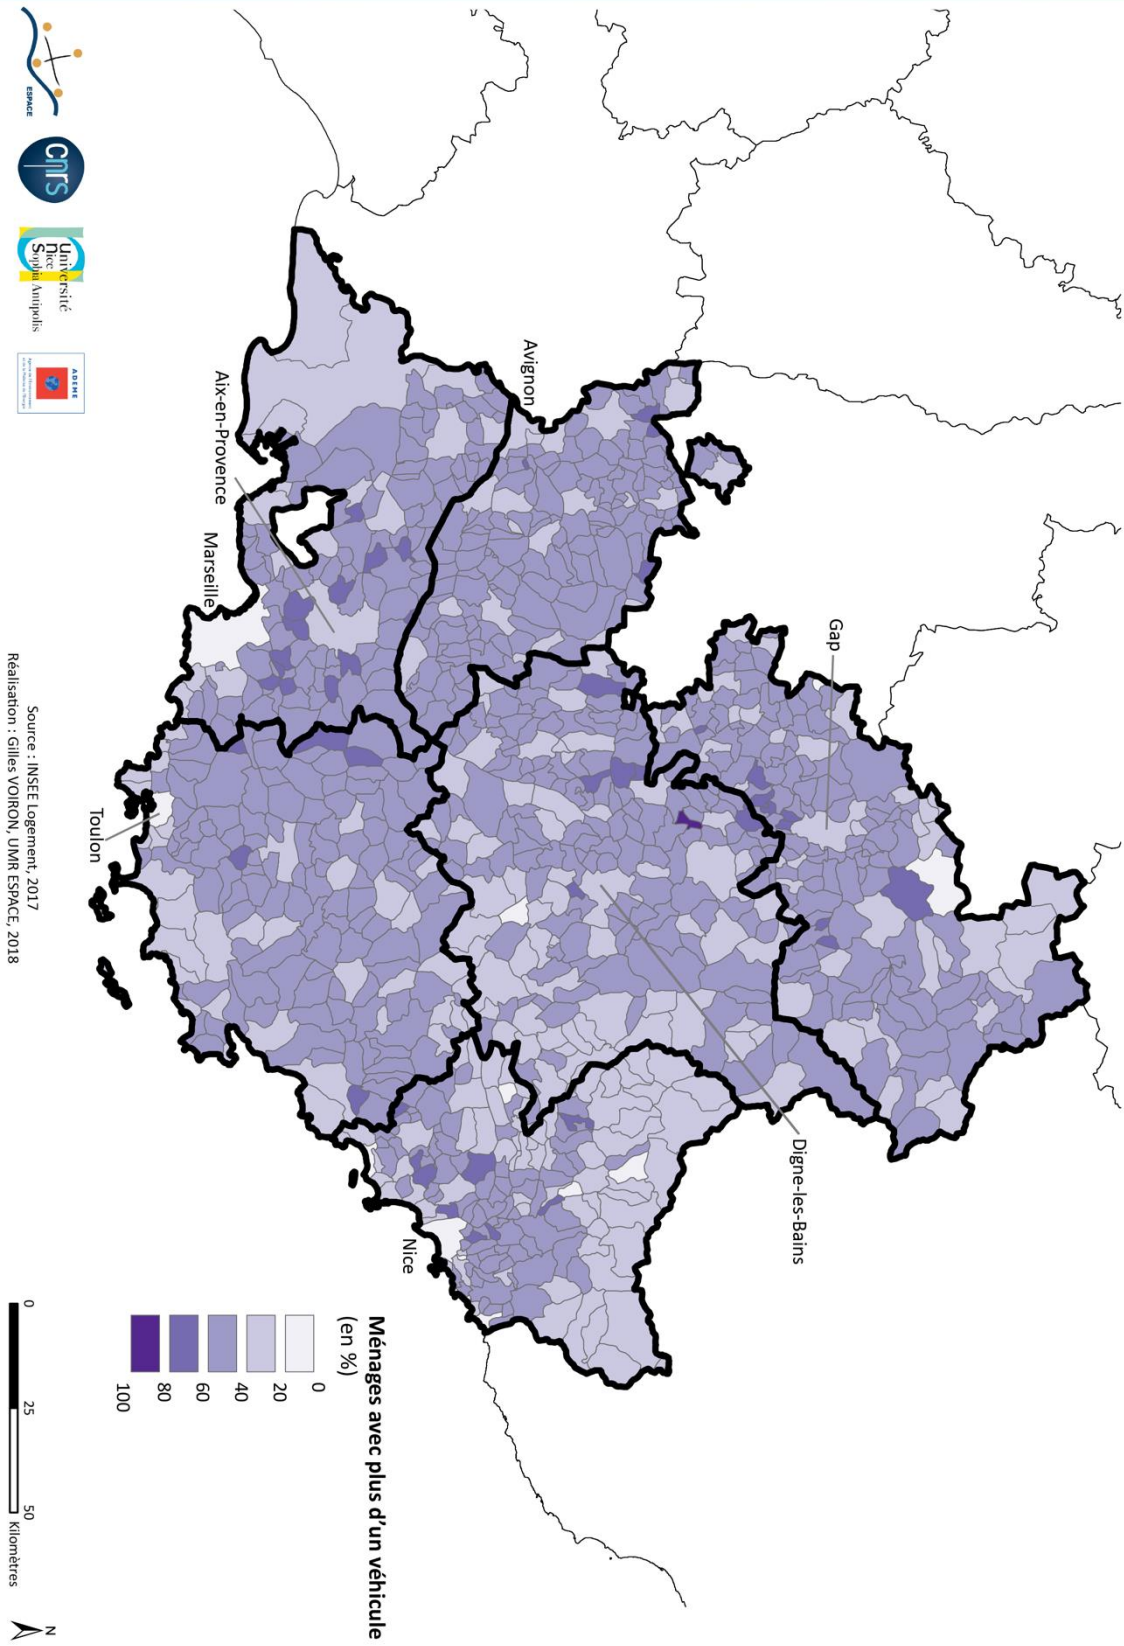 Gap
Avignon
Digne-les-Bains
Aix-en-Provence
Marseille
Nice
Toulon
Ménages avec plus d'un véhicule
(en %)
0
20
40
60
80
100
0 25 50 Kilomètres
N
Source : INSEE Logement, 2017
Réalisation : Gilles VOIRON, UMR ESPACE, 2018
ESPACE
cnrs
Université
nice
Sophia Antipolis
ADEME